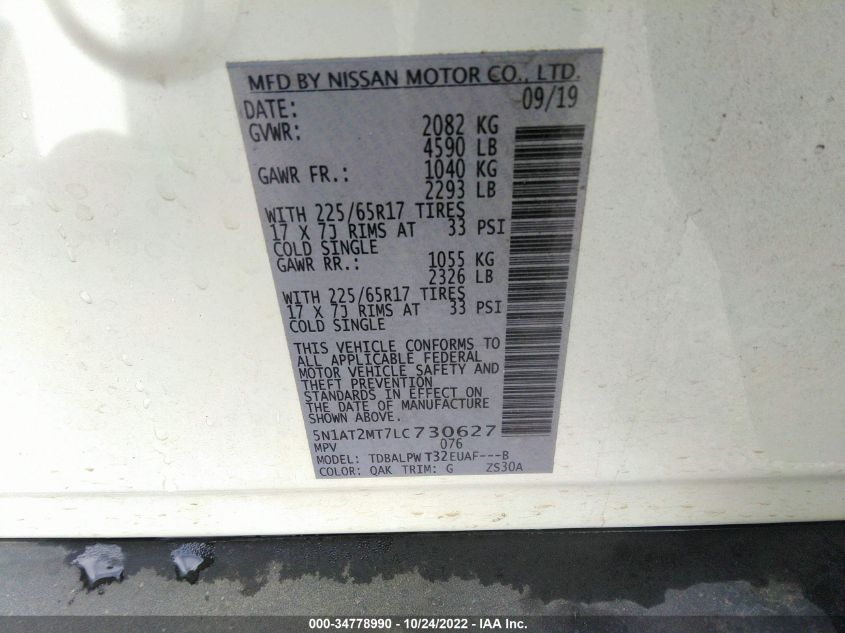 MFD BY NISSAN MOTOR CO., LTD.
DATE: 09/19
GVWR: 2082 KG
4590 LB
GAWR FR.: 1040 KG
2293 LB
WITH 225/65R17 TIRES
17 X 7J RIMS AT 33 PSI
COLD SINGLE
GAWR RR.: 1055 KG
2326 LB
WITH 225/65R17 TIRES
17 X 7J RIMS AT 33 PSI
COLD SINGLE
THIS VEHICLE CONFORMS TO
ALL APPLICABLE FEDERAL
MOTOR VEHICLE SAFETY AND
THEFT PREVENTION
STANDARDS IN EFFECT ON
THE DATE OF MANUFACTURE
SHOWN ABOVE.
5N1AT2MT7LC730627
MPV 076
MODEL: TDBALPW T32EUAF---B
COLOR: QAK TRIM: G ZS30A
000-34778990 - 10/24/2022 - IAA Inc.